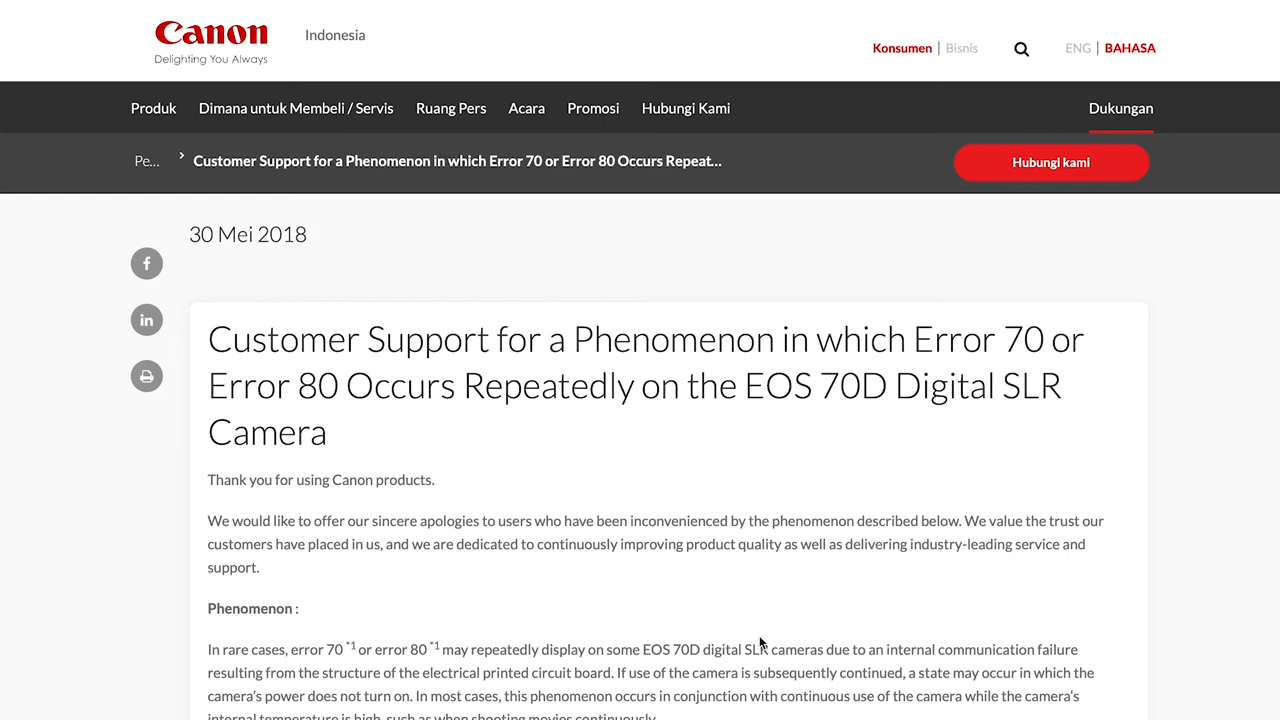 Canon
Delighting You Always
Indonesia
Konsumen | Bisnis
ENG | BAHASA
Produk Dimana untuk Membeli / Servis Ruang Pers Acara Promosi Hubungi Kami Dukungan
Pe... > Customer Support for a Phenomenon in which Error 70 or Error 80 Occurs Repeat...
Hubungi kami
30 Mei 2018
Customer Support for a Phenomenon in which Error 70 or
Error 80 Occurs Repeatedly on the EOS 70D Digital SLR
Camera
Thank you for using Canon products.
We would like to offer our sincere apologies to users who have been inconvenienced by the phenomenon described below. We value the trust our
customers have placed in us, and we are dedicated to continuously improving product quality as well as delivering industry-leading service and
support.
Phenomenon :
In rare cases, error 70 *1 or error 80 *1 may repeatedly display on some EOS 70D digital SLR cameras due to an internal communication failure
resulting from the structure of the electrical printed circuit board. If use of the camera is subsequently continued, a state may occur in which the
camera's power does not turn on. In most cases, this phenomenon occurs in conjunction with continuous use of the camera while the camera's
internal temperature is high, such as when shooting movies continuously.